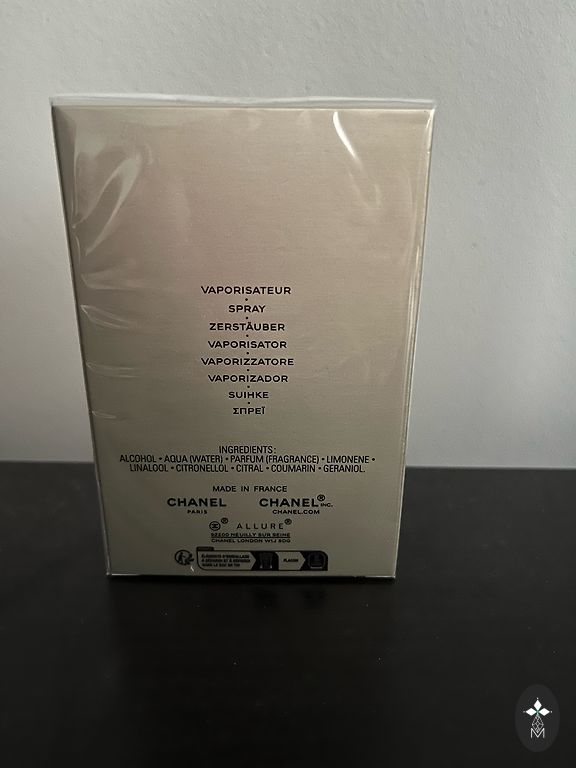 VAPORISATEUR
SPRAY
ZERSTÄUBER
VAPORISATOR
VAPORIZZATORE
VAPORIZADOR
SUIHKE
ΣΠΡΕΪ
INGREDIENTS:
ALCOHOL • AQUA (WATER) • PARFUM (FRAGRANCE) • LIMONENE •
LINALOOL • CITRONELLOL • CITRAL • COUMARIN • GERANIOL.
MADE IN FRANCE
CHANEL CHANEL® INC.
PARIS CHANEL.COM
® ALLURE®
92200 NEUILLY SUR SEINE
CHANEL LONDON W1J 8DG
FLACON